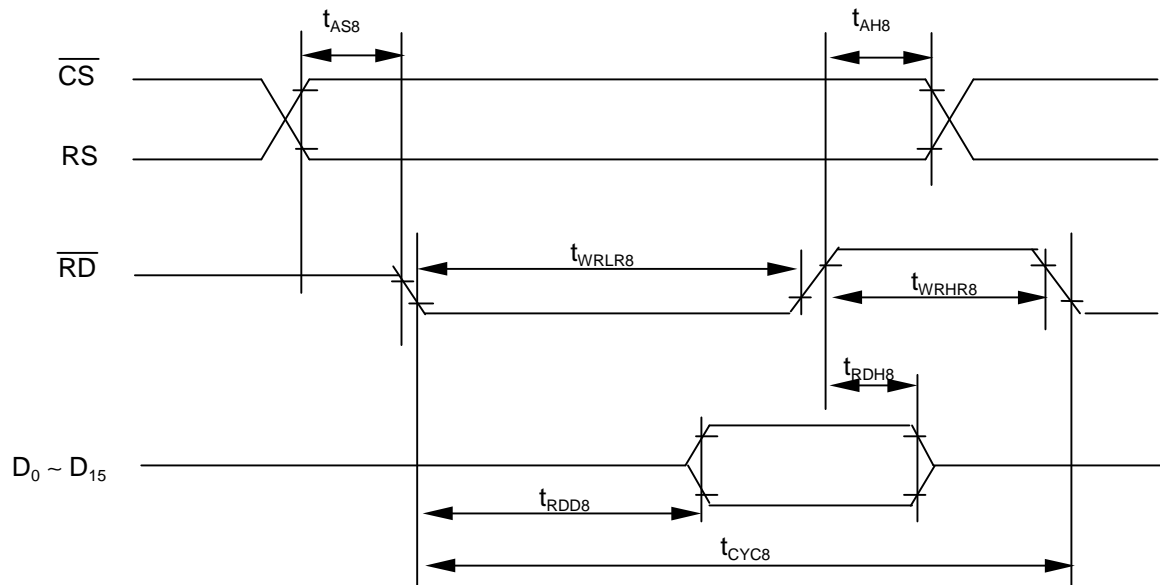 tAS8
tAH8
CS
RS
RD
tWRLR8
tWRHR8
tRDH8
D0 ~ D15
tRDD8
tCYC8